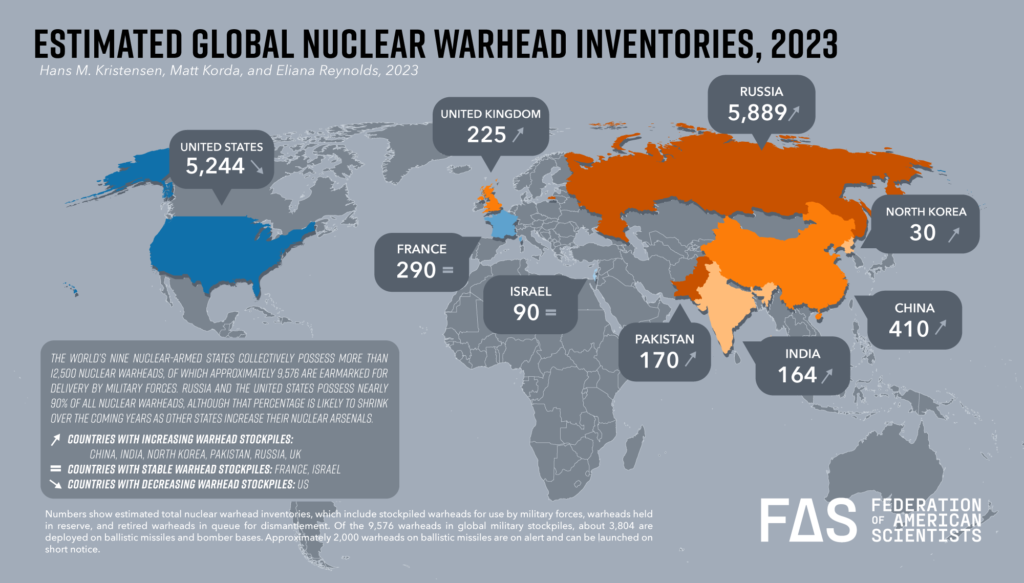 ESTIMATED GLOBAL NUCLEAR WARHEAD INVENTORIES, 2023
Hans M. Kristensen, Matt Korda, and Eliana Reynolds, 2023
RUSSIA
5,889
UNITED KINGDOM
225
UNITED STATES
5,244
NORTH KOREA
30
FRANCE
290 =
ISRAEL
90 =
CHINA
410
PAKISTAN
170
INDIA
164
THE WORLD'S NINE NUCLEAR-ARMED STATES COLLECTIVELY POSSESS MORE THAN
12,500 NUCLEAR WARHEADS, OF WHICH APPROXIMATELY 9,576 ARE EARMARKED FOR
DELIVERY BY MILITARY FORCES. RUSSIA AND THE UNITED STATES POSSESS NEARLY
90% OF ALL NUCLEAR WARHEADS, ALTHOUGH THAT PERCENTAGE IS LIKELY TO SHRINK
OVER THE COMING YEARS AS OTHER STATES INCREASE THEIR NUCLEAR ARSENALS.
COUNTRIES WITH INCREASING WARHEAD STOCKPILES:
CHINA, INDIA, NORTH KOREA, PAKISTAN, RUSSIA, UK
= COUNTRIES WITH STABLE WARHEAD STOCKPILES: FRANCE, ISRAEL
COUNTRIES WITH DECREASING WARHEAD STOCKPILES: US
Numbers show estimated total nuclear warhead inventories, which include stockpiled warheads for use by military forces, warheads held
in reserve, and retired warheads in queue for dismantlement. Of the 9,576 warheads in global military stockpiles, about 3,804 are
deployed on ballistic missiles and bomber bases. Approximately 2,000 warheads on ballistic missiles are on alert and can be launched on
short notice.
FAS
FEDERATION
OF AMERICAN
SCIENTISTS